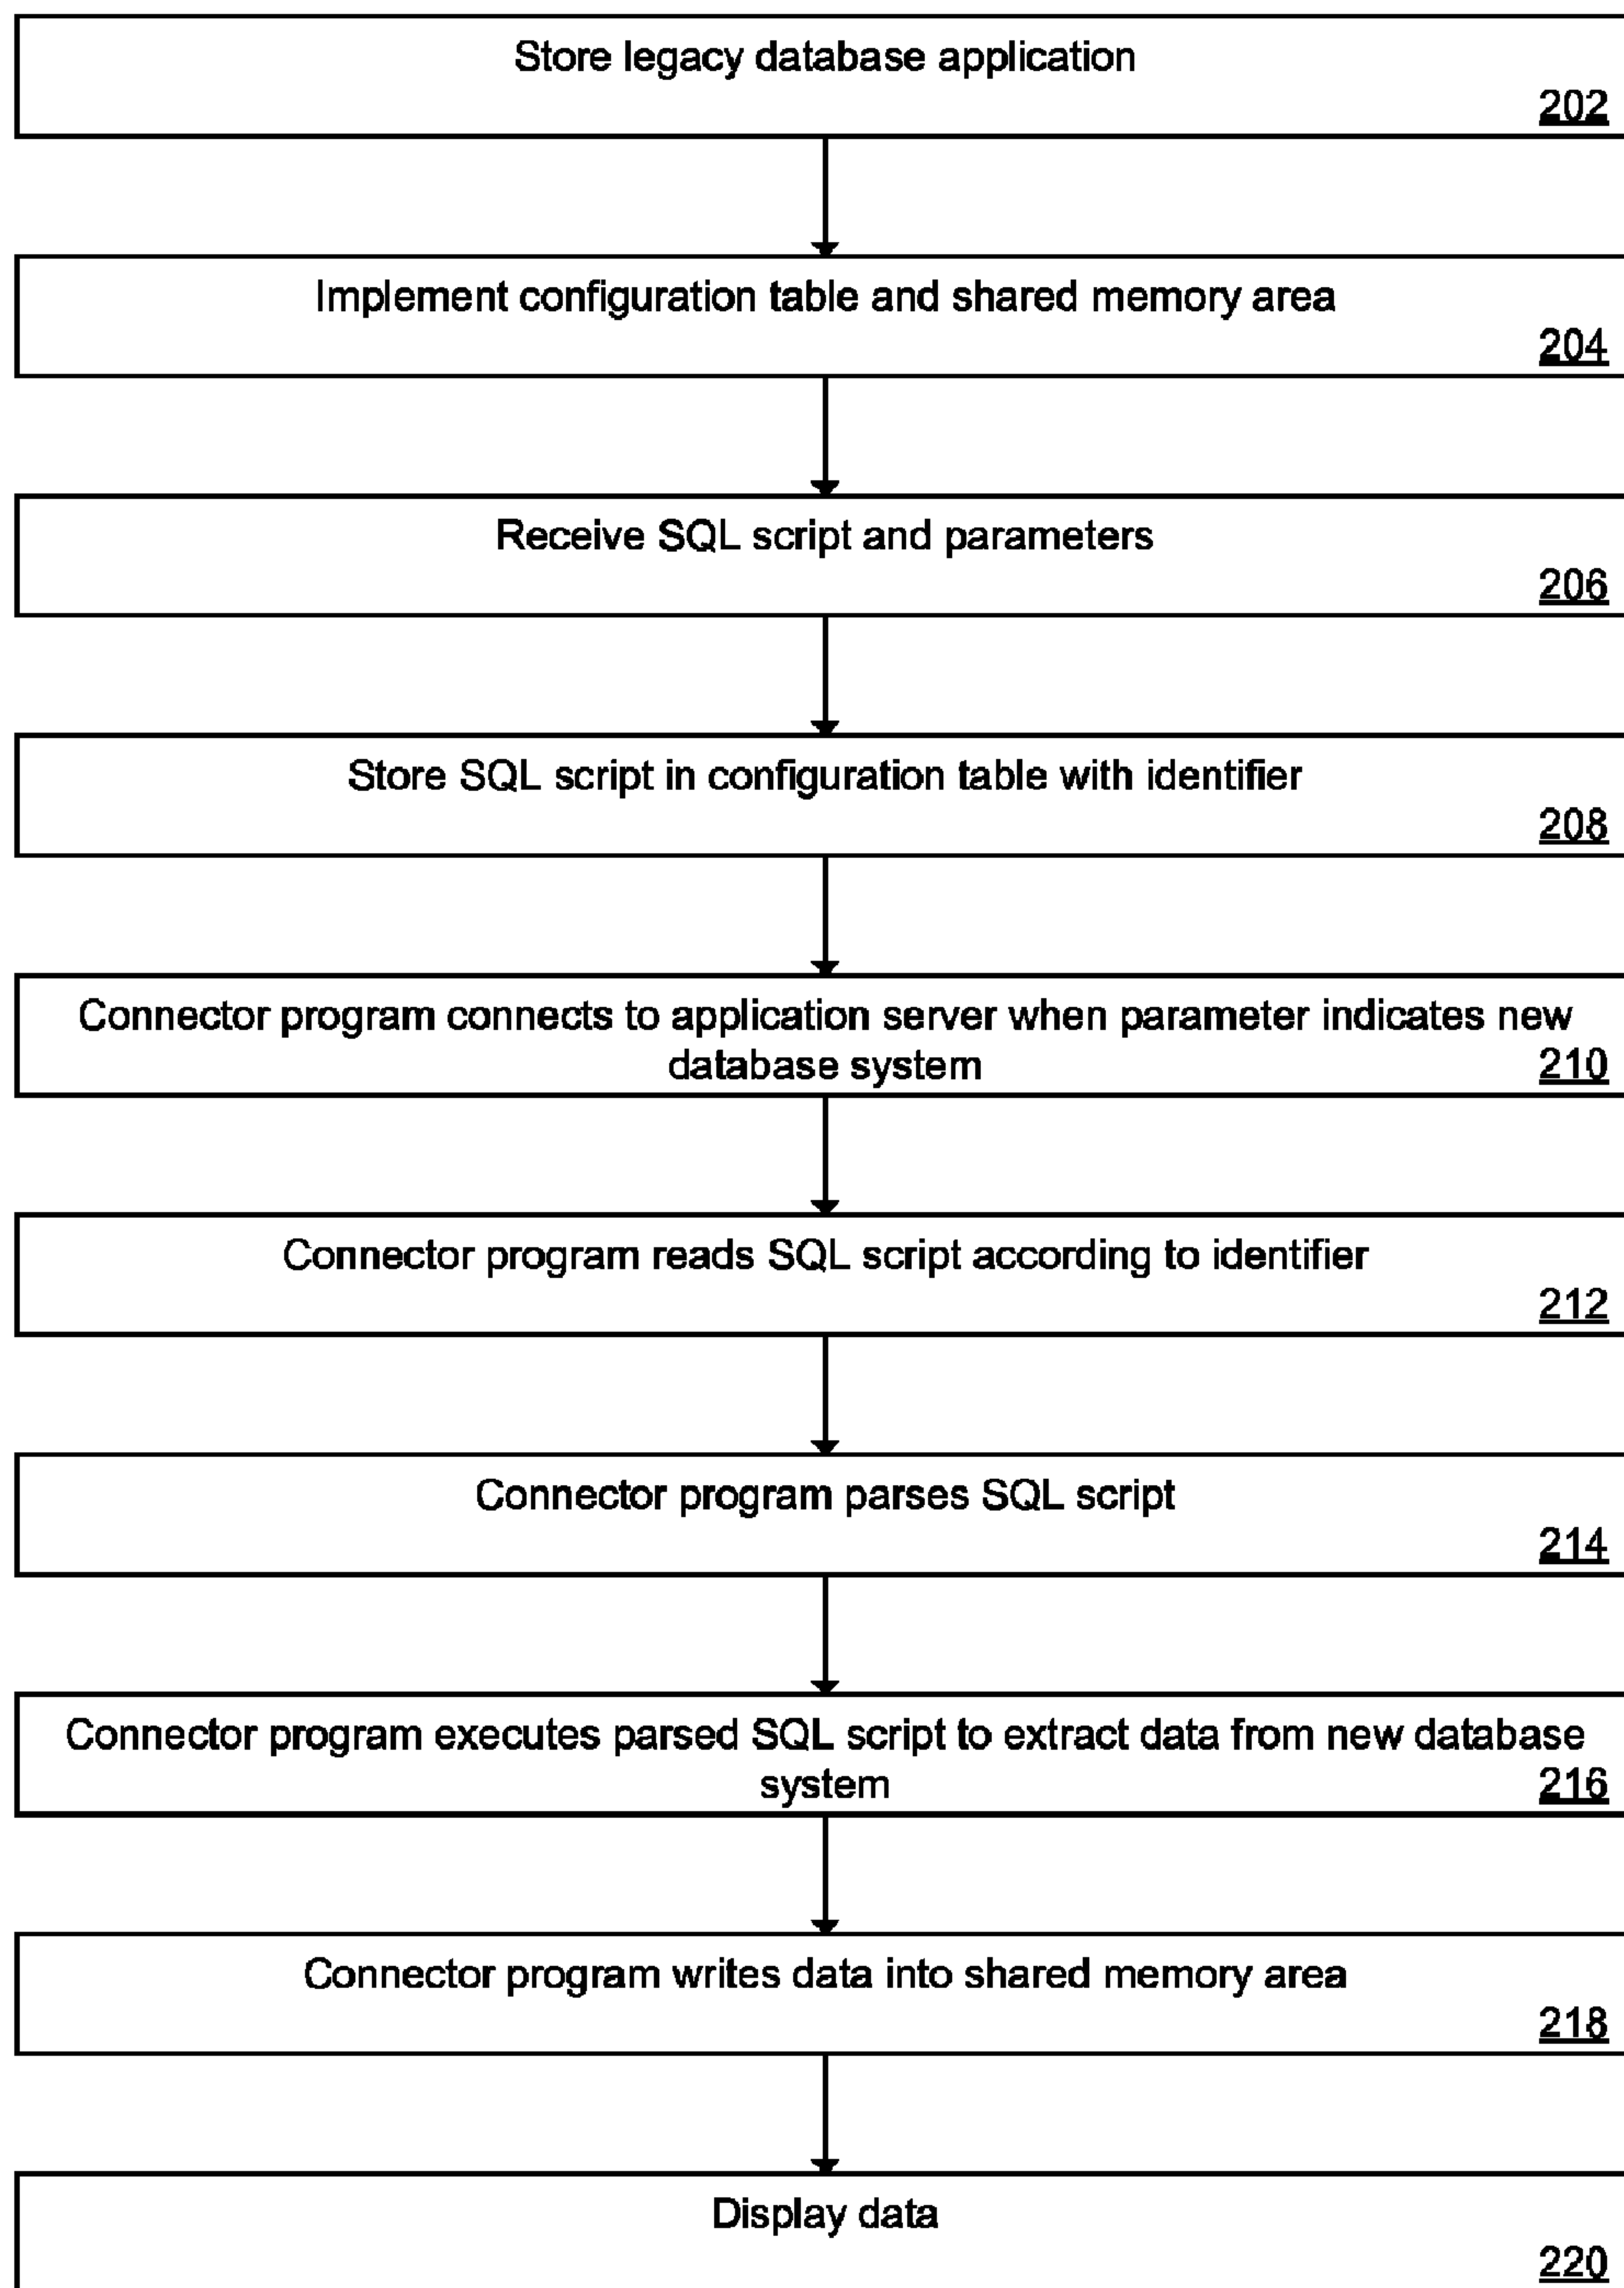 Store legacy database application
202
Implement configuration table and shared memory area
204
Receive SQL script and parameters
206
Store SQL script in configuration table with identifier
208
Connector program connects to application server when parameter indicates new
database system
210
Connector program reads SQL script according to identifier
212
Connector program parses SQL script
214
Connector program executes parsed SQL script to extract data from new database
system
216
Connector program writes data into shared memory area
218
Display data
220